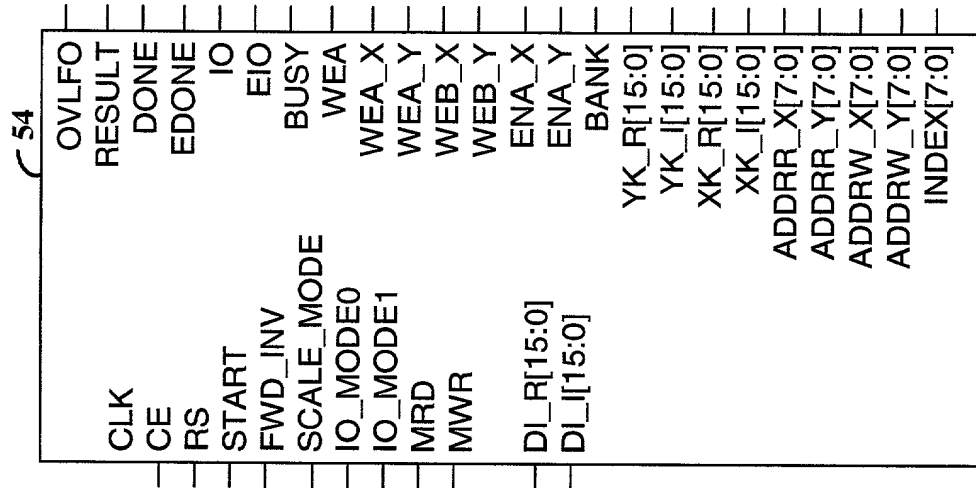 54
OVLFO
RESULT
DONE
EDONE
IO
EIO
BUSY
WEA
WEA_X
WEA_Y
WEB_X
WEB_Y
ENA_X
ENA_Y
BANK
YK_R[15:0]
YK_I[15:0]
XK_R[15:0]
XK_I[15:0]
ADDRR_X[7:0]
ADDRR_Y[7:0]
ADDRW_X[7:0]
ADDRW_Y[7:0]
INDEX[7:0]
CLK
CE
RS
START
FWD_INV
SCALE_MODE
IO_MODE0
IO_MODE1
MRD
MWR
DI_R[15:0]
DI_I[15:0]